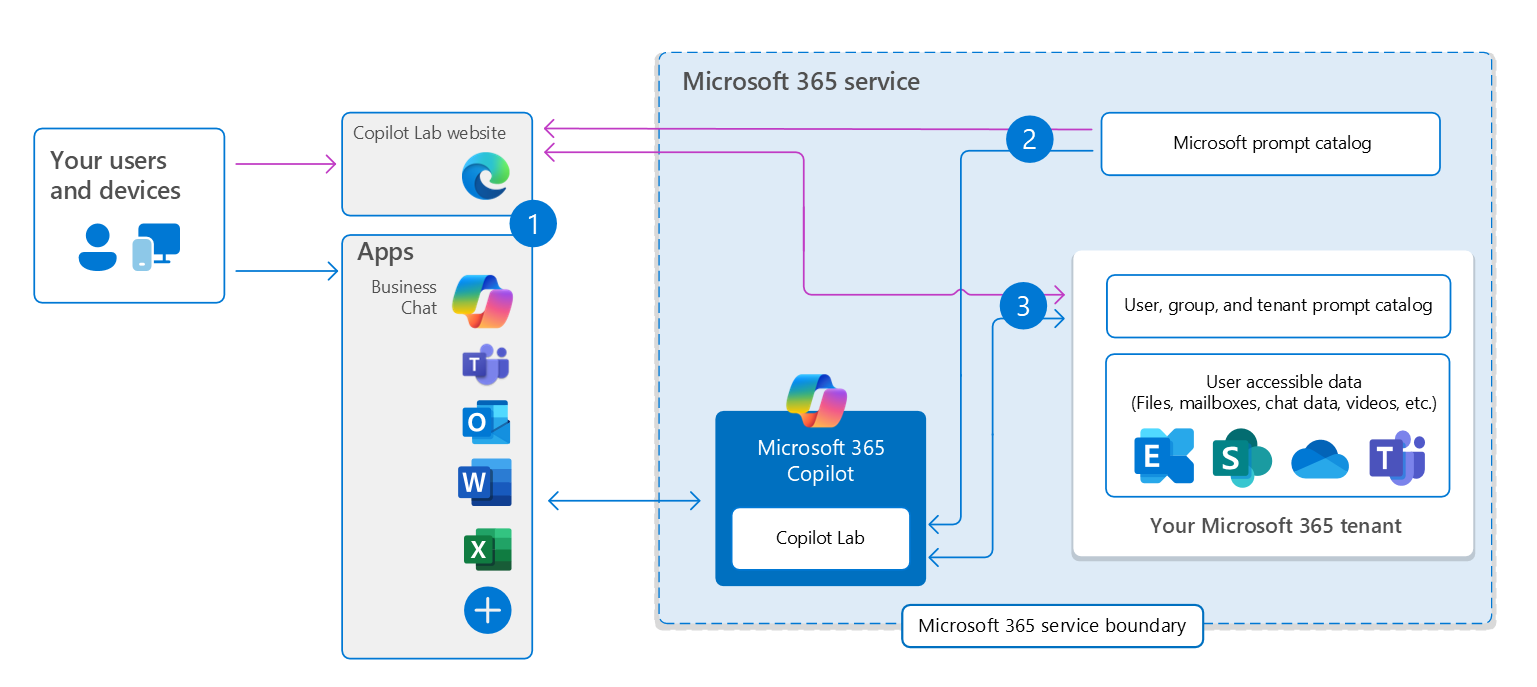 Microsoft 365 service
Your users
and devices
Copilot Lab website
1
Apps
Business
Chat
T
O
W
X
2
Microsoft prompt catalog
3
User, group, and tenant prompt catalog
User accessible data
(Files, mailboxes, chat data, videos, etc.)
E
S
T
Your Microsoft 365 tenant
Microsoft 365
Copilot
Copilot Lab
Microsoft 365 service boundary